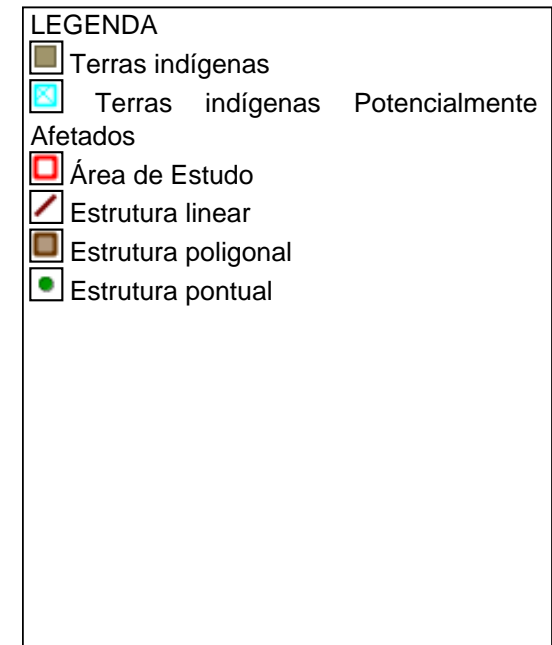 LEGENDA
Terras indígenas
Terras indígenas Potencialmente
Afetados
Área de Estudo
Estrutura linear
Estrutura poligonal
Estrutura pontual